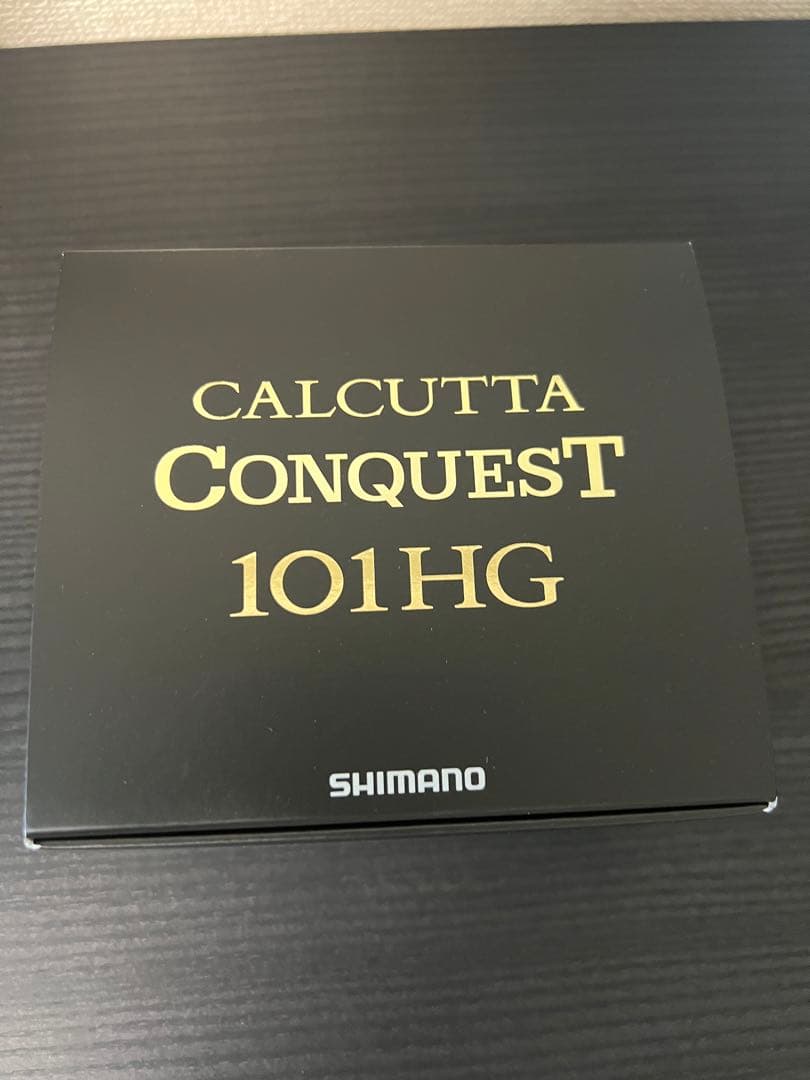 CALCUTTA
CONQUEST
101HG
SHIMANO